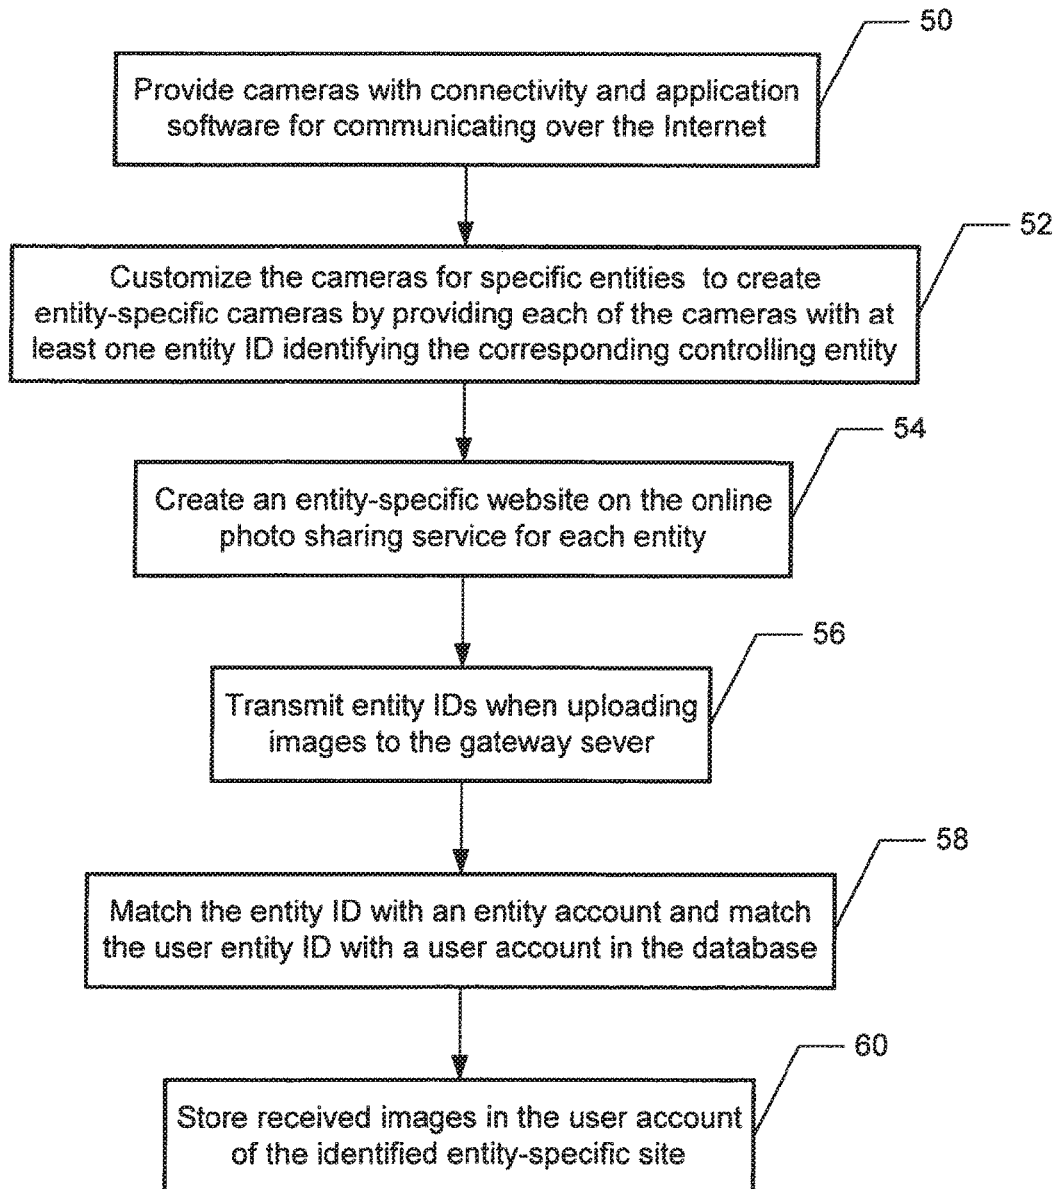 50
Provide cameras with connectivity and application
software for communicating over the Internet
52
Customize the cameras for specific entities to create
entity-specific cameras by providing each of the cameras with at
least one entity ID identifying the corresponding controlling entity
54
Create an entity-specific website on the online
photo sharing service for each entity
56
Transmit entity IDs when uploading
images to the gateway sever
58
Match the entity ID with an entity account and match
the user entity ID with a user account in the database
60
Store received images in the user account
of the identified entity-specific site